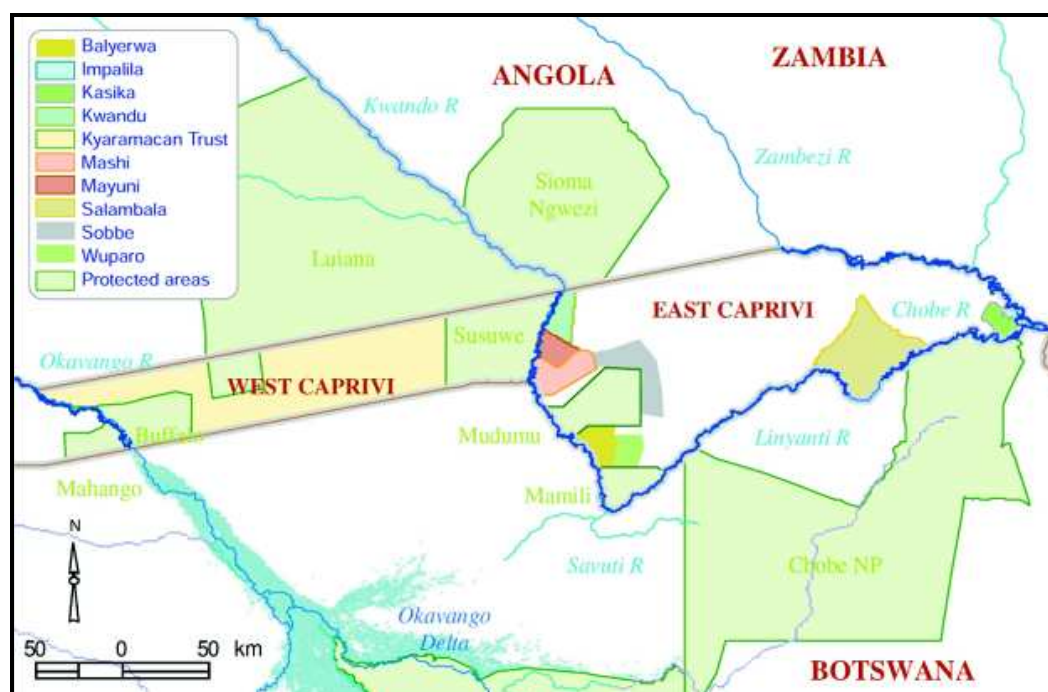 Balyerwa
Impalila
Kasika
Kwandu
Kyaramacan Trust
Mashi
Mayuni
Salambala
Sobbe
Wuparo
Protected areas
ANGOLA
ZAMBIA
Kwando R
Zambezi R
Sioma
Ngwezi
Luiana
EAST CAPRIVI
Chobe R
Susuwe
Okavango R
WEST CAPRIVI
Buffalo
Mudumu
Linyanti R
Mahango
Mamili
N
Savuti R
Chobe NP
Okavango
Delta
50 0 50 km
BOTSWANA